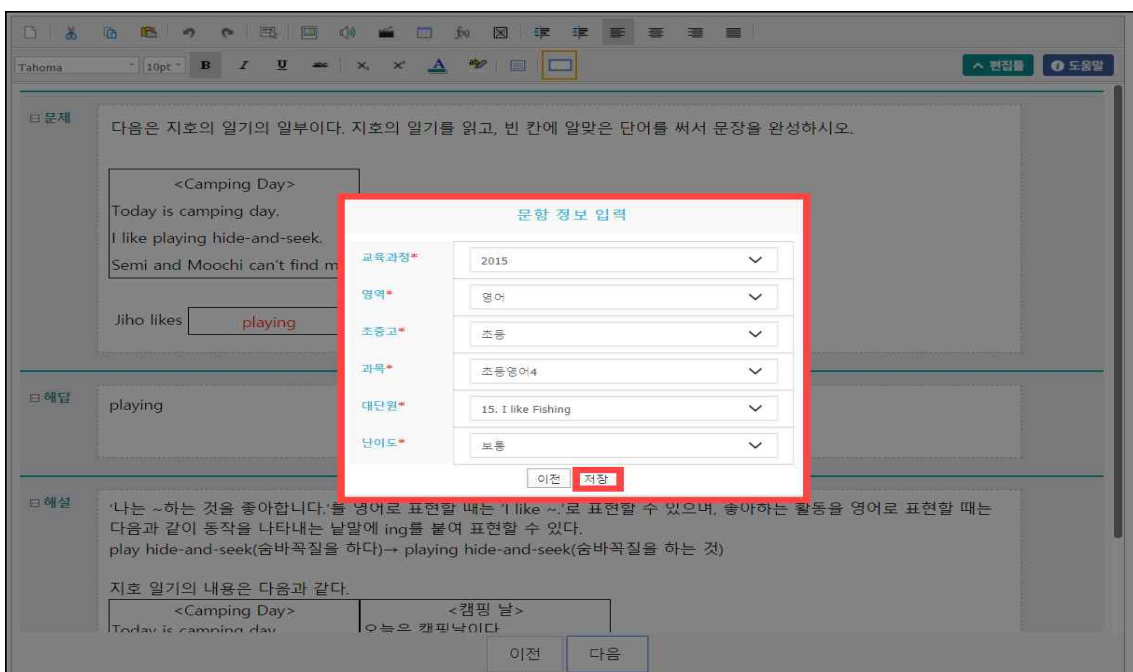 Tahoma 10pt B I U abc x, x' A ab
편집틀 도움말
문제
다음은 지호의 일기의 일부이다. 지호의 일기를 읽고, 빈 칸에 알맞은 단어를 써서 문장을 완성하시오.
<Camping Day>
Today is camping day.
I like playing hide-and-seek.
Semi and Moochi can't find m
Jiho likes playing
해답
playing
해설
'나는 ~하는 것을 좋아합니다.'를 영어로 표현할 때는 'I like ~.'로 표현할 수 있으며, 좋아하는 활동을 영어로 표현할 때는
다음과 같이 동작을 나타내는 낱말에 ing를 붙여 표현할 수 있다.
play hide-and-seek(숨바꼭질을 하다)→ playing hide-and-seek(숨바꼭질을 하는 것)
지호 일기의 내용은 다음과 같다.
<Camping Day> <캠핑 날>
Today is camping day 오늘은 캠핑날이다
이전 다음
문항 정보 입력
교육과정* 2015
영역* 영어
초중고* 초등
과목* 초등영어4
대단원* 15. I like Fishing
난이도* 보통
이전 저장